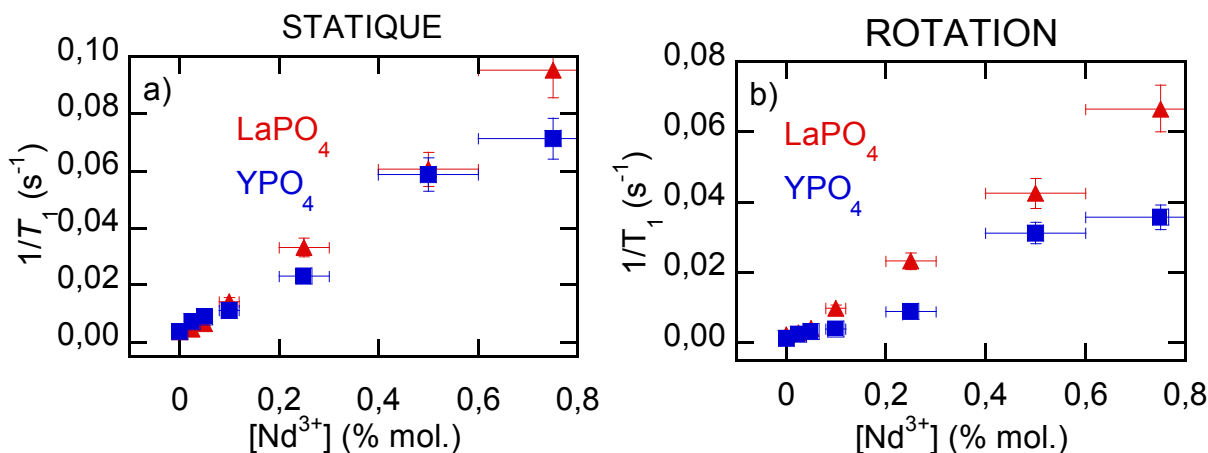 STATIQUE
a)
LaPO₄
YPO₄
1/T₁ (s⁻¹)
0,10
0,08
0,06
0,04
0,02
0,00
0 0,2 0,4 0,6 0,8
[Nd³⁺] (% mol.)
ROTATION
b)
LaPO₄
YPO₄
1/T₁ (s⁻¹)
0,08
0,06
0,04
0,02
0,00
0 0,2 0,4 0,6 0,8
[Nd³⁺] (% mol.)